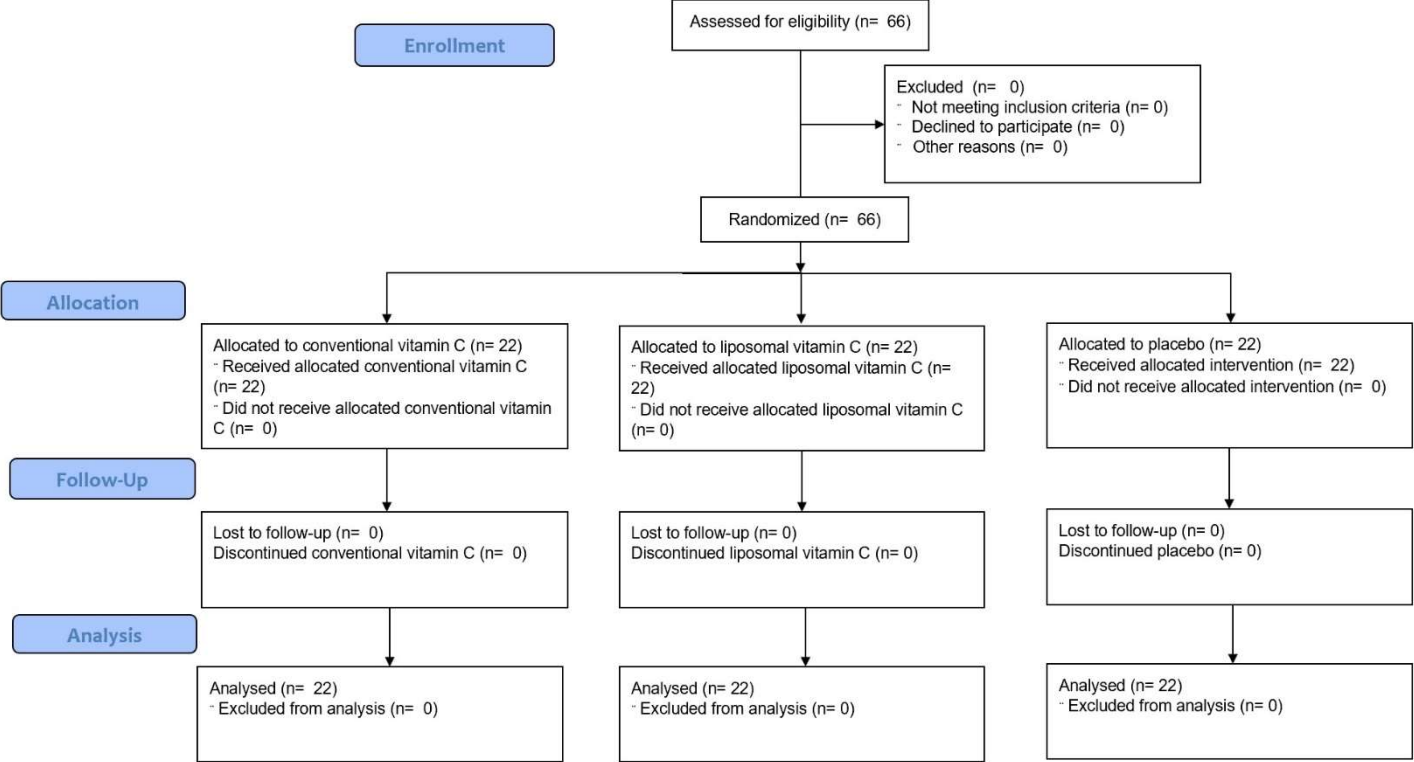 Assessed for eligibility (n=  66)
Enrollment
Excluded  (n=   0)
¨  Not meeting inclusion criteria (n= 0)
¨  Declined to participate (n=  0)
¨  Other reasons (n=  0)
Randomized (n=  66)
Allocation
Allocated to conventional vitamin C (n= 22)
¨ Received allocated conventional vitamin C
(n= 22)
¨ Did not receive allocated conventional vitamin
C (n=  0)
Allocated to liposomal vitamin C (n= 22)
¨ Received allocated liposomal vitamin C (n=
22)
¨ Did not receive allocated liposomal vitamin C
(n= 0)
Allocated to placebo (n= 22)
¨ Received allocated intervention (n=  22)
¨ Did not receive allocated intervention (n=  0)
Follow-Up
Lost to follow-up (n=  0)
Discontinued conventional vitamin C (n=  0)
Lost to follow-up (n= 0)
Discontinued liposomal vitamin C (n= 0)
Lost to follow-up (n= 0)
Discontinued placebo (n= 0)
Analysis
Analysed (n=  22)
¨ Excluded from analysis (n=  0)
Analysed (n= 22)
¨ Excluded from analysis (n= 0)
Analysed (n= 22)
¨ Excluded from analysis (n= 0)